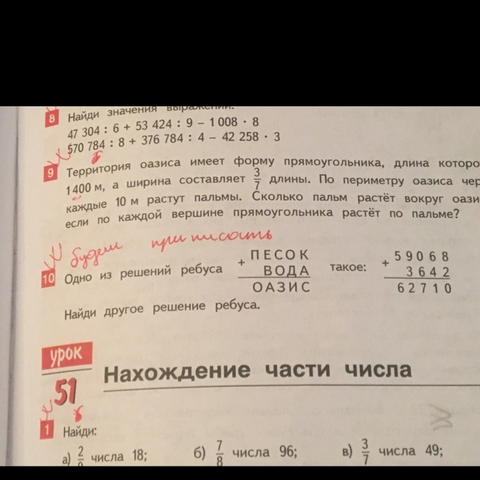 8 Найди значения выражений.
47 304 : 6 + 53 424 : 9 – 1 008 · 8
570 784 : 8 + 376 784 : 4 – 42 258 · 3
9 Территория оазиса имеет форму прямоугольника, длина которо
1 400 м, а ширина составляет 3/7 длины. По периметру оазиса чер
каждые 10 м растут пальмы. Сколько пальм растёт вокруг оази
если по каждой вершине прямоугольника растёт по пальме?
будем
10 Одно из решений ребуса + ПЕСОК ВОДА ОАЗИС такое: + 59068 3642 62710
Найди другое решение ребуса.
урок
51 Нахождение части числа
1 Найди:
а) 2/9 числа 18; б) 7/8 числа 96; в) 3/7 числа 49;